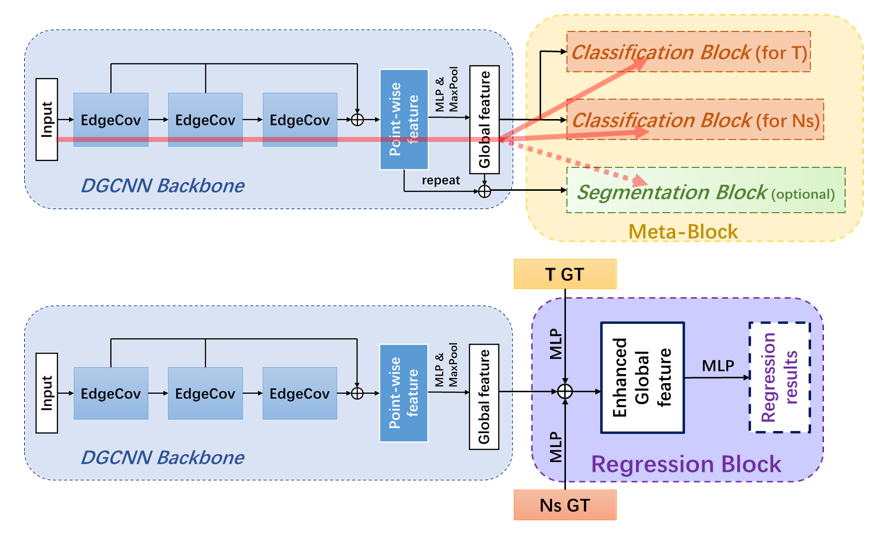 Input
EdgeCov
EdgeCov
EdgeCov
Point-wise
feature
MLP &
MaxPool
Global feature
repeat
DGCNN Backbone
Classification Block (for T)
Classification Block (for Ns)
Segmentation Block (optional)
Meta-Block
T GT
Input
EdgeCov
EdgeCov
EdgeCov
Point-wise
feature
MLP &
MaxPool
Global feature
DGCNN Backbone
MLP
MLP
Enhanced
Global
feature
MLP
Regression
results
Regression Block
Ns GT